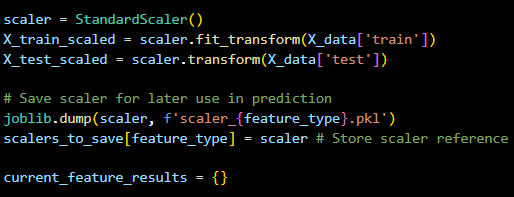 scaler = StandardScaler()
X_train_scaled = scaler.fit_transform(X_data['train'])
X_test_scaled = scaler.transform(X_data['test'])
# Save scaler for later use in prediction
joblib.dump(scaler, f'scaler_{feature_type}.pkl')
scalers_to_save[feature_type] = scaler # Store scaler reference
current_feature_results = {}